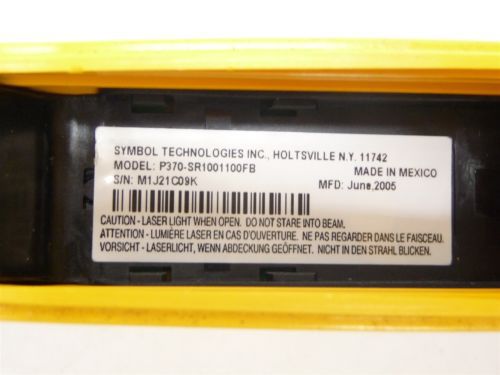 SYMBOL TECHNOLOGIES INC., HOLTSVILLE N.Y. 11742
MODEL: P370-SR1001100FB MADE IN MEXICO
S/N: M1J21C09K MFD: June,2005
CAUTION - LASER LIGHT WHEN OPEN. DO NOT STARE INTO BEAM.
ATTENTION - LUMIÈRE LASER EN CAS D'OUVERTURE. NE PAS REGARDER DANS LE FAISCEAU.
VORSICHT - LASERLICHT, WENN ABDECKUNG GEÖFFNET. NICHT IN DEN STRAHL BLICKEN.